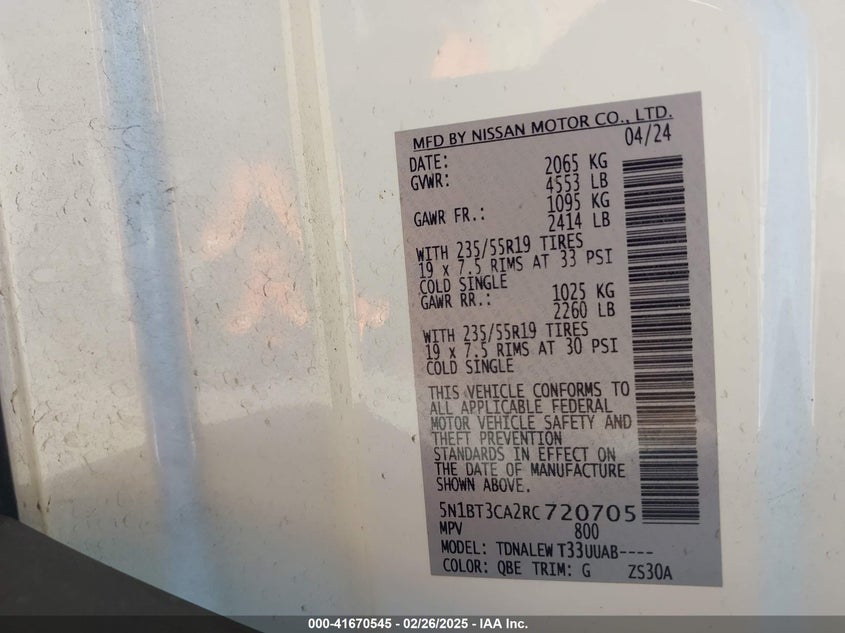 MFD BY NISSAN MOTOR CO., LTD.
DATE: 04/24
GVWR: 2065 KG
4553 LB
GAWR FR.: 1095 KG
2414 LB
WITH 235/55R19 TIRES
19 x 7.5 RIMS AT 33 PSI
COLD SINGLE
GAWR RR.: 1025 KG
2260 LB
WITH 235/55R19 TIRES
19 x 7.5 RIMS AT 30 PSI
COLD SINGLE
THIS VEHICLE CONFORMS TO
ALL APPLICABLE FEDERAL
MOTOR VEHICLE SAFETY AND
THEFT PREVENTION
STANDARDS IN EFFECT ON
THE DATE OF MANUFACTURE
SHOWN ABOVE.
5N1BT3CA2RC720705
MPV 800
MODEL: TDNALEW T33UUAB----
COLOR: QBE TRIM: G ZS30A
000-41670545 - 02/26/2025 - IAA Inc.